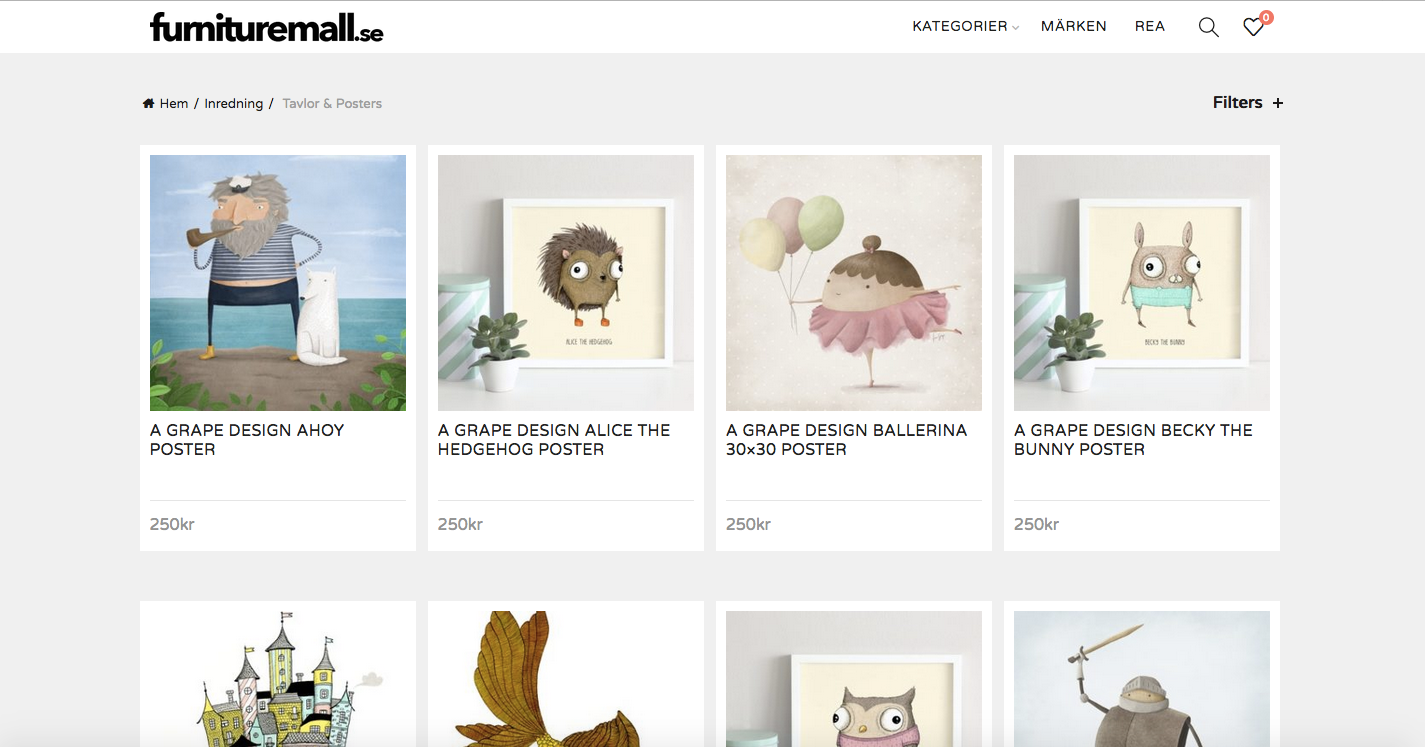 furnituremall.se
KATEGORIER
MÄRKEN
REA
0
Hem / Inredning / Tavlor & Posters
Filters +
ALICE THE HEDGEHOG
BECKY THE BUNNY
A GRAPE DESIGN AHOY
POSTER
250kr
A GRAPE DESIGN ALICE THE
HEDGEHOG POSTER
250kr
A GRAPE DESIGN BALLERINA
30×30 POSTER
250kr
A GRAPE DESIGN BECKY THE
BUNNY POSTER
250kr